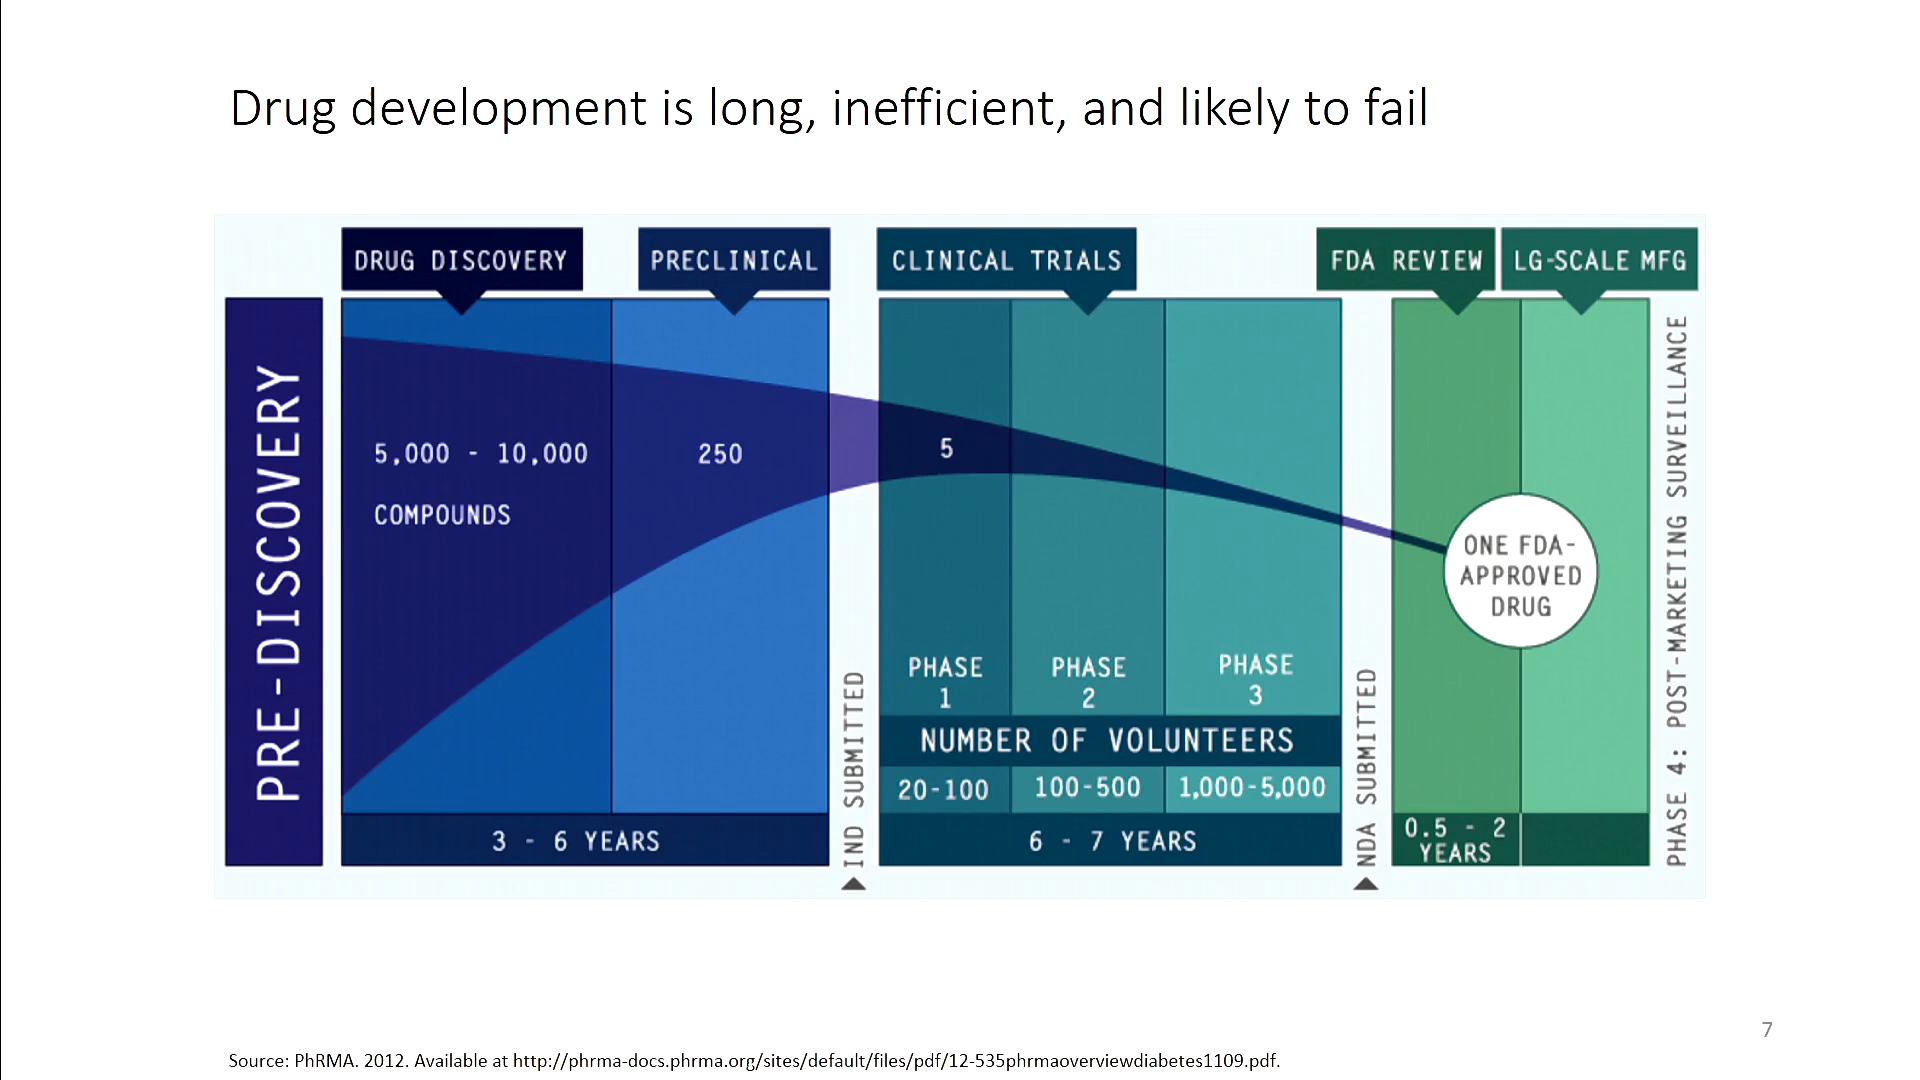 Drug development is long, inefficient, and likely to fail
DRUG DISCOVERY
PRECLINICAL
CLINICAL TRIALS
FDA REVIEW
LG-SCALE MFG
PRE-DISCOVERY
5,000 - 10,000
COMPOUNDS
250
5
ONE FDA-
APPROVED
DRUG
PHASE
1
PHASE
2
PHASE
3
NUMBER OF VOLUNTEERS
20-100
100-500
1,000-5,000
3 - 6 YEARS
IND SUBMITTED
6 - 7 YEARS
NDA SUBMITTED
0.5 - 2
YEARS
PHASE 4: POST-MARKETING SURVEILLANCE
7
Source: PhRMA. 2012. Available at http://phrma-docs.phrma.org/sites/default/files/pdf/12-535phrmaoverviewdiabetes1109.pdf.